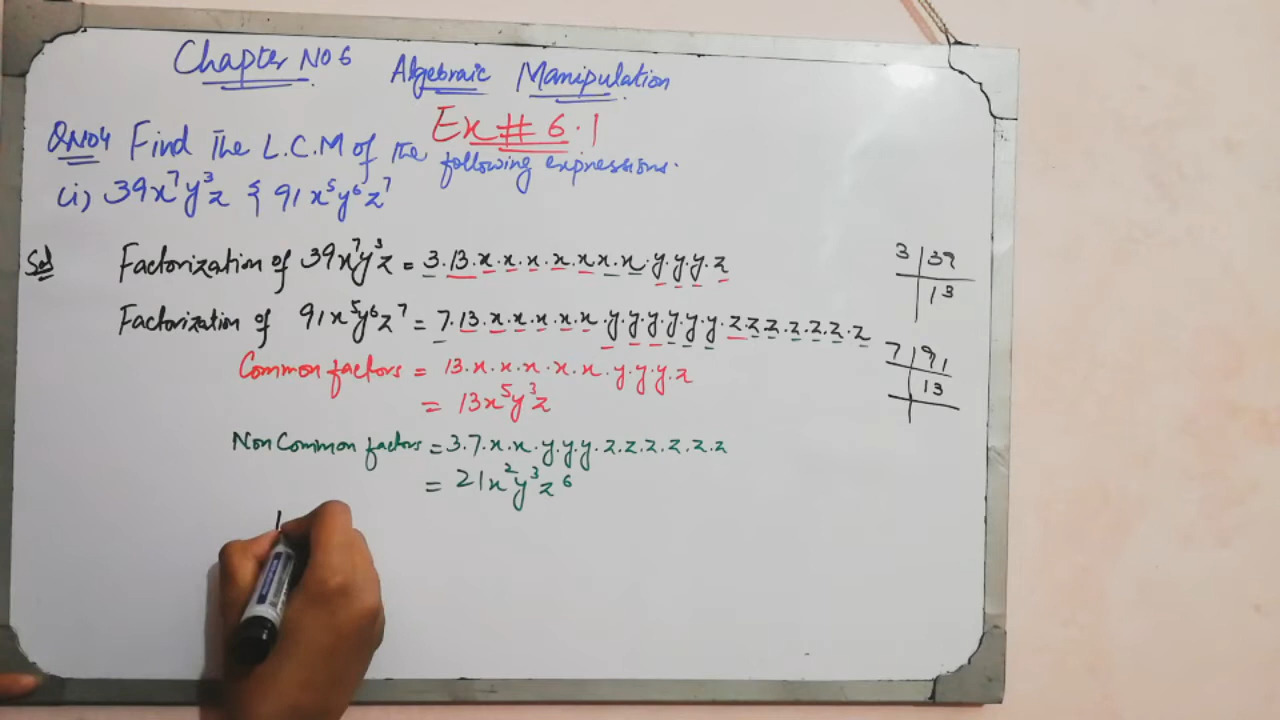 Chapter No 6 Algebraic Manipulation
Ex # 6.1
Q No 4 Find The L.C.M of the following expressions.
(i) 39x⁷y³z & 91x⁵y⁶z⁷
Sol Factorization of 39x⁷y³z = 3.13.x.x.x.x.x.x.x.y.y.y.z
Factorization of 91x⁵y⁶z⁷ = 7.13.x.x.x.x.x.y.y.y.y.y.y.z.z.z.z.z.z.z
Common factors = 13.x.x.x.x.x.y.y.y.z
= 13x⁵y³z
Non Common factors = 3.7.x.x.y.y.y.z.z.z.z.z.z
= 21x²y³z⁶
3 | 39
| 13
7 | 91
| 13